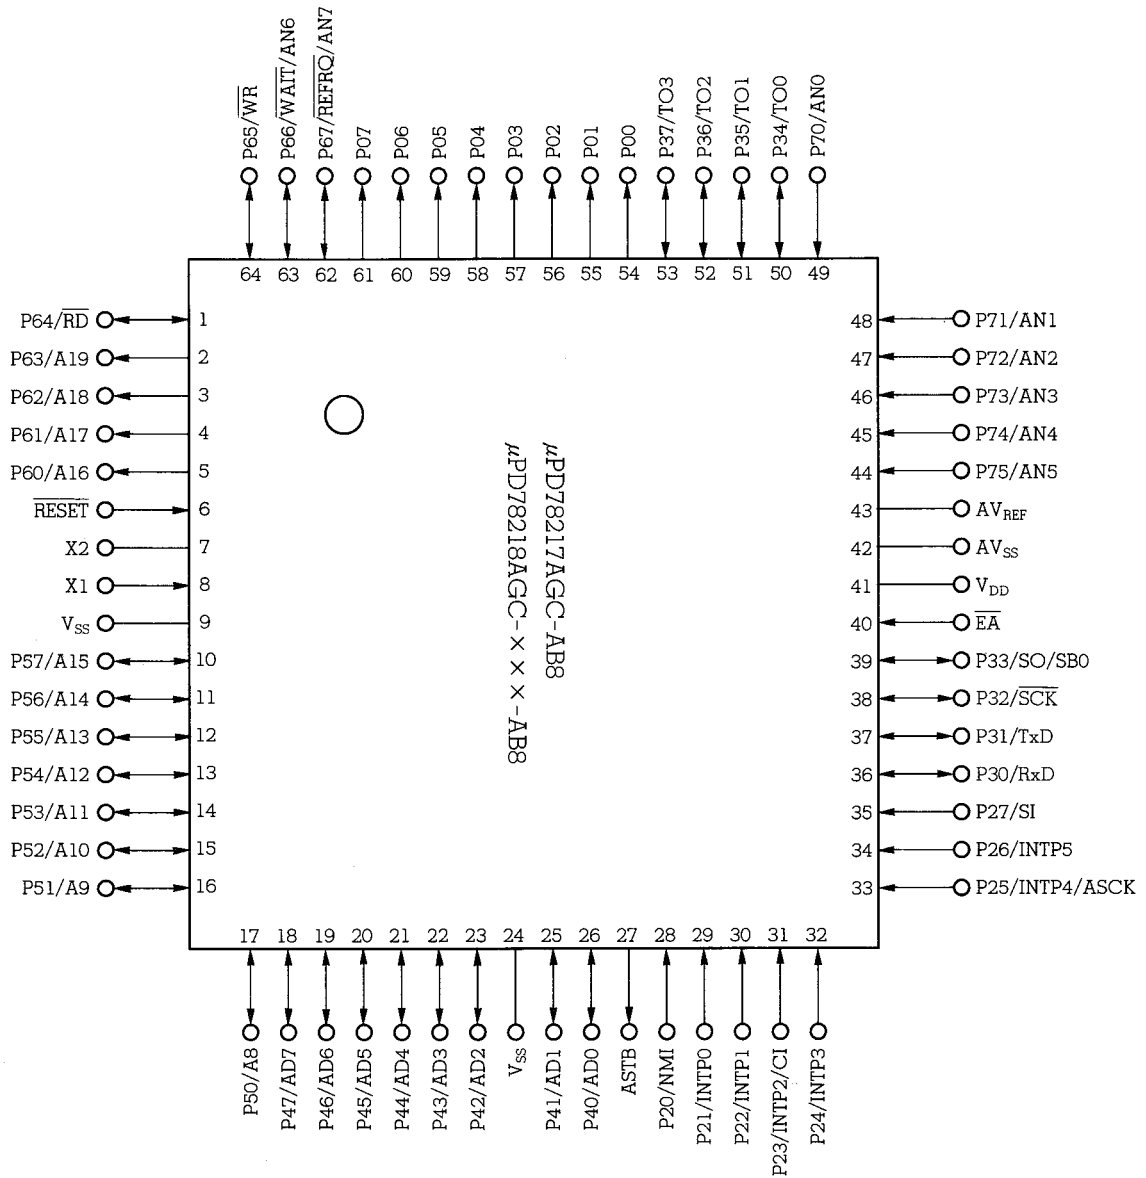 P65/WR
P66/WAIT/AN6
P67/REFRQ/AN7
P07
P06
P05
P04
P03
P02
P01
P00
P37/TO3
P36/TO2
P35/TO1
P34/TO0
P70/AN0
64 63 62 61 60 59 58 57 56 55 54 53 52 51 50 49
P64/RD 1
P63/A19 2
P62/A18 3
P61/A17 4
P60/A16 5
RESET 6
X2 7
X1 8
VSS 9
P57/A15 10
P56/A14 11
P55/A13 12
P54/A12 13
P53/A11 14
P52/A10 15
P51/A9 16
μPD78217AGC-AB8
μPD78218AGC-×××-AB8
48 P71/AN1
47 P72/AN2
46 P73/AN3
45 P74/AN4
44 P75/AN5
43 AVREF
42 AVSS
41 VDD
40 EA
39 P33/SO/SB0
38 P32/SCK
37 P31/TxD
36 P30/RxD
35 P27/SI
34 P26/INTP5
33 P25/INTP4/ASCK
17 18 19 20 21 22 23 24 25 26 27 28 29 30 31 32
P50/A8
P47/AD7
P46/AD6
P45/AD5
P44/AD4
P43/AD3
P42/AD2
VSS
P41/AD1
P40/AD0
ASTB
P20/NMI
P21/INTP0
P22/INTP1
P23/INTP2/CI
P24/INTP3